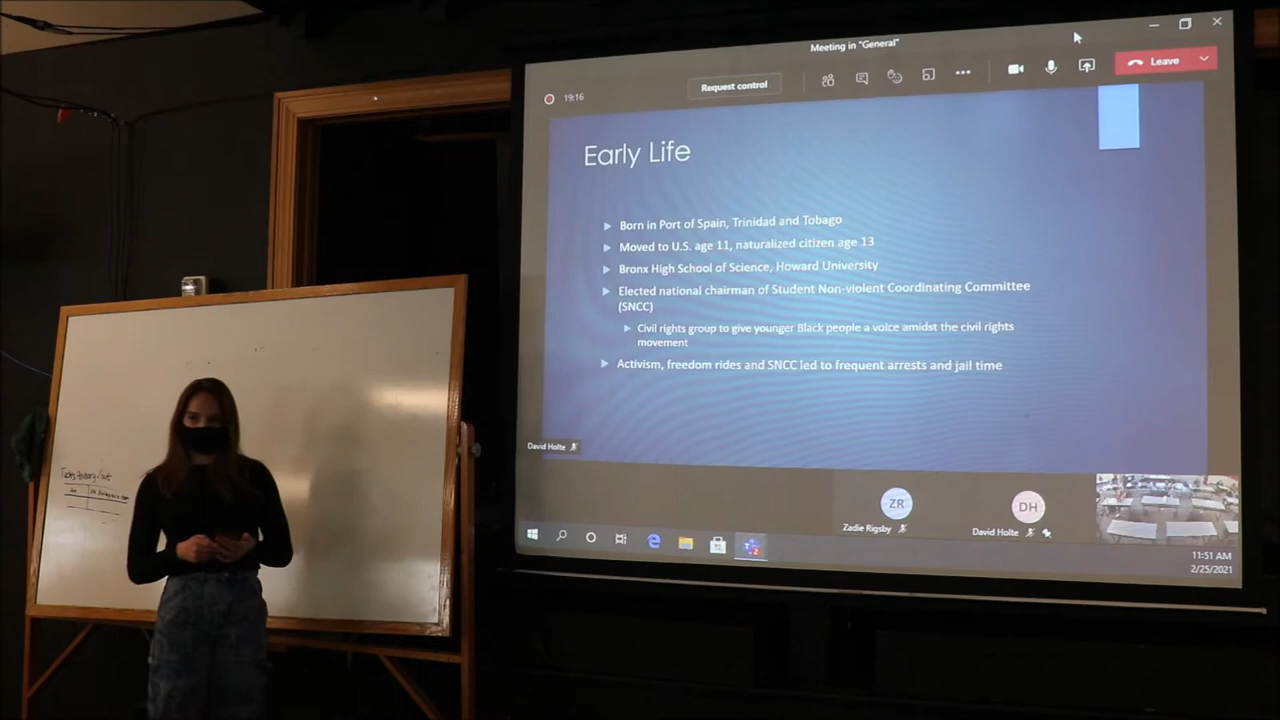 Meeting in "General"
19:16
Request control
Leave
Early Life
Born in Port of Spain, Trinidad and Tobago
Moved to U.S. age 11, naturalized citizen age 13
Bronx High School of Science, Howard University
Elected national chairman of Student Non-violent Coordinating Committee
(SNCC)
Civil rights group to give younger Black people a voice amidst the civil rights
movement
Activism, freedom rides and SNCC led to frequent arrests and jail time
David Holte
ZR
Zadie Rigsby
DH
David Holte
11:51 AM
2/25/2021